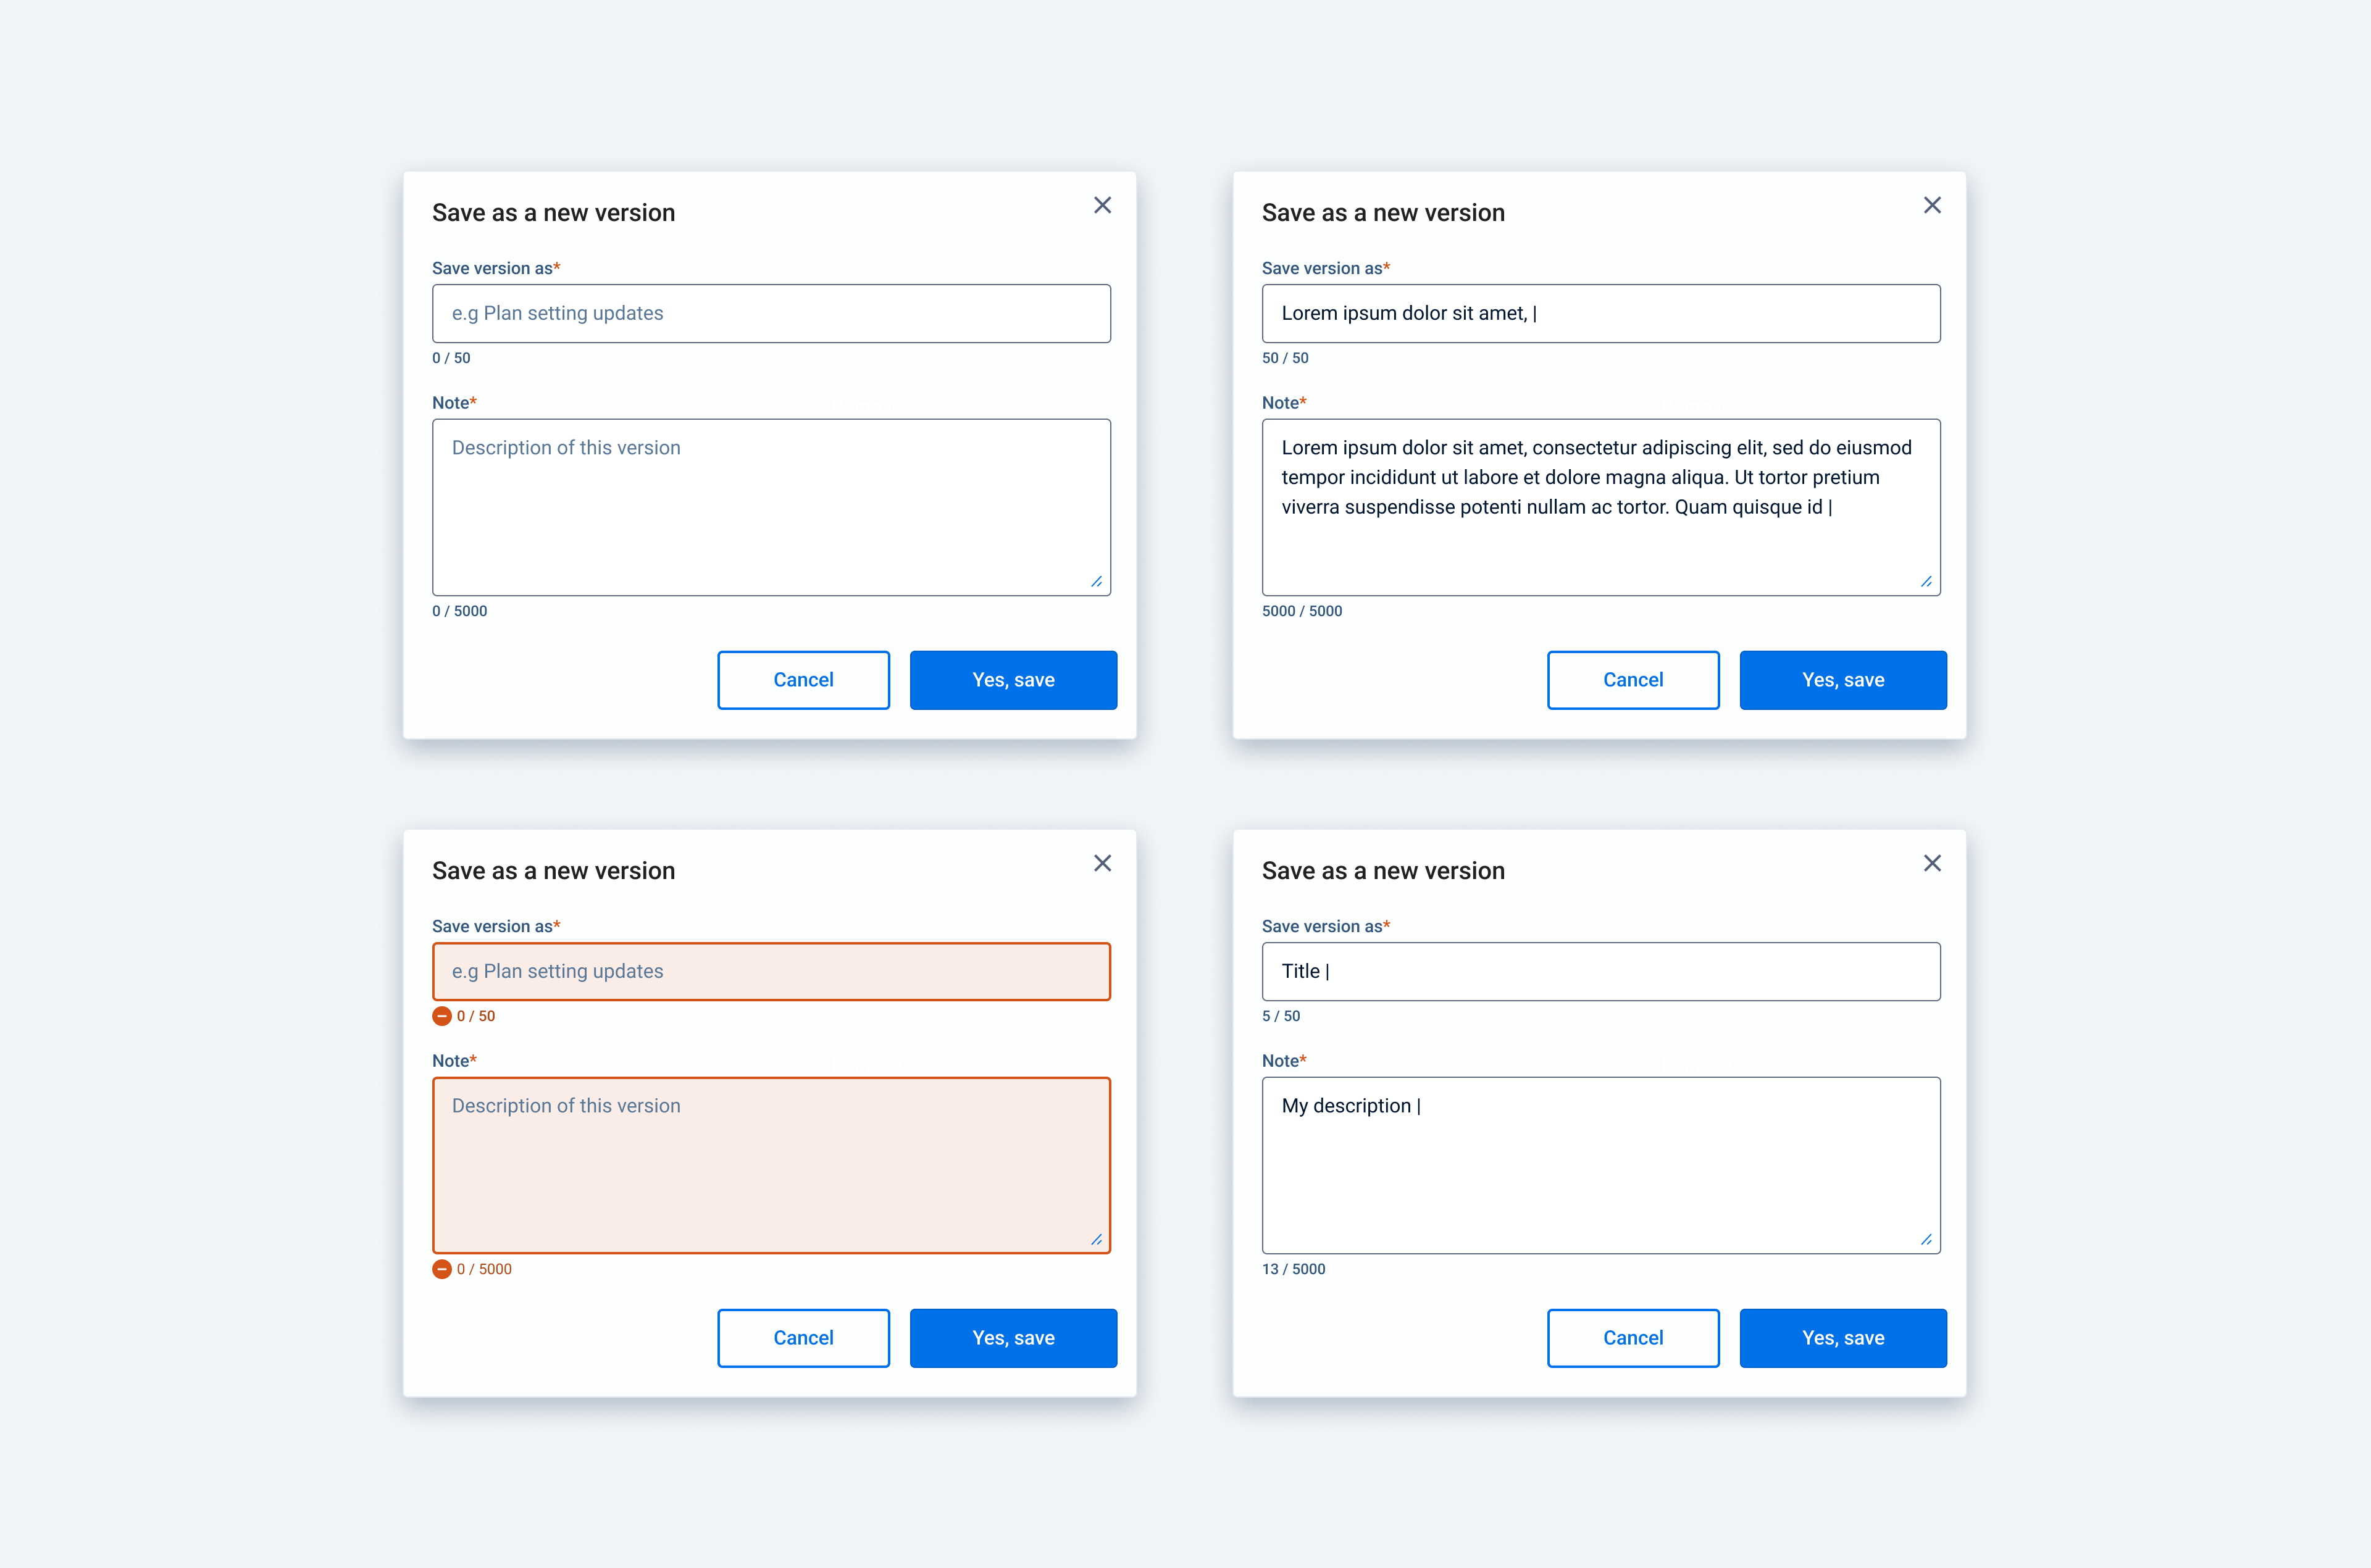 Save as a new version
Save version as*
e.g Plan setting updates
0 / 50
Note*
Description of this version
0 / 5000
Cancel
Yes, save
Save as a new version
Save version as*
Lorem ipsum dolor sit amet, |
50 / 50
Note*
Lorem ipsum dolor sit amet, consectetur adipiscing elit, sed do eiusmod
tempor incididunt ut labore et dolore magna aliqua. Ut tortor pretium
viverra suspendisse potenti nullam ac tortor. Quam quisque id |
5000 / 5000
Cancel
Yes, save
Save as a new version
Save version as*
e.g Plan setting updates
0 / 50
Note*
Description of this version
0 / 5000
Cancel
Yes, save
Save as a new version
Save version as*
Title |
5 / 50
Note*
My description |
13 / 5000
Cancel
Yes, save